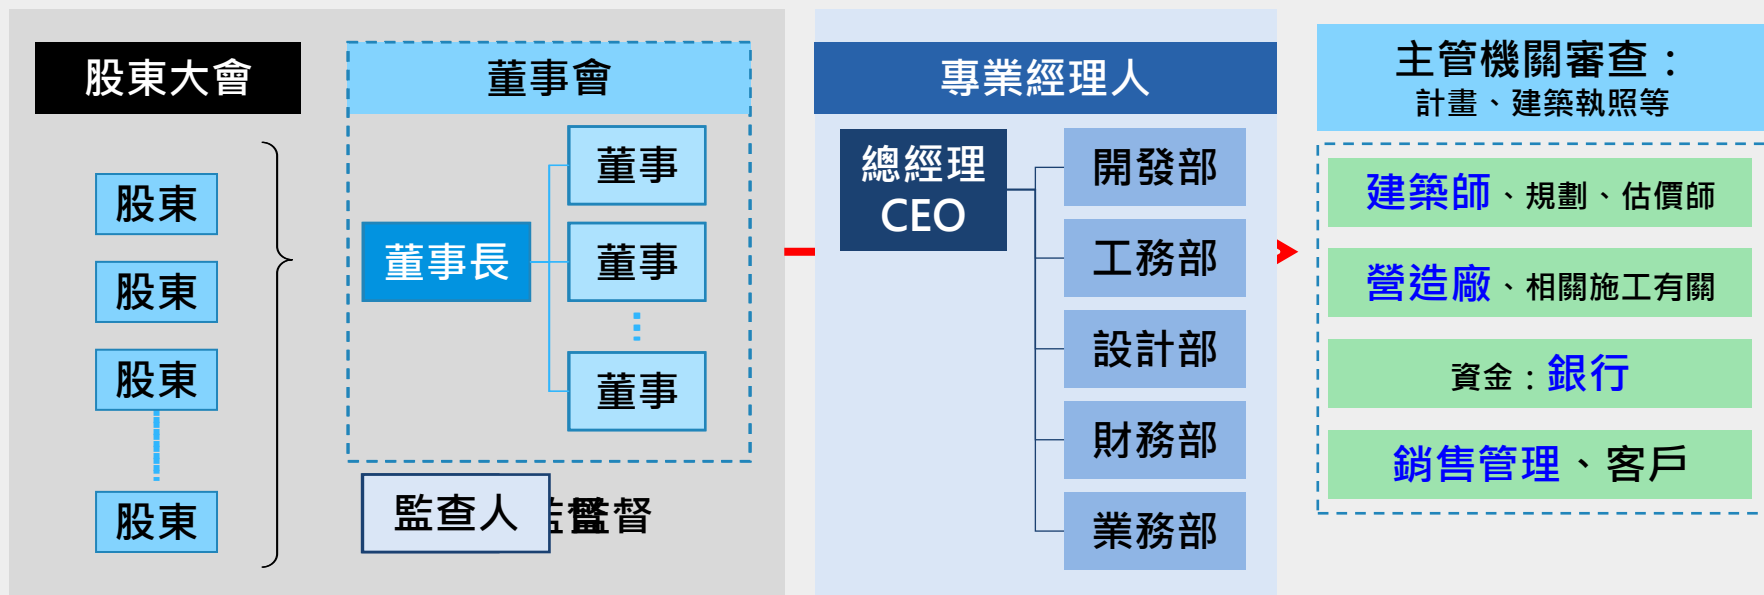 股東大會
股東
股東
股東
股東
董事會
董事長
董事
董事
董事
監查人
監督
專業經理人
總經理
CEO
開發部
工務部
設計部
財務部
業務部
主管機關審查：
計畫、建築執照等
建築師、規劃、估價師
營造廠、相關施工有關
資金：銀行
銷售管理、客戶